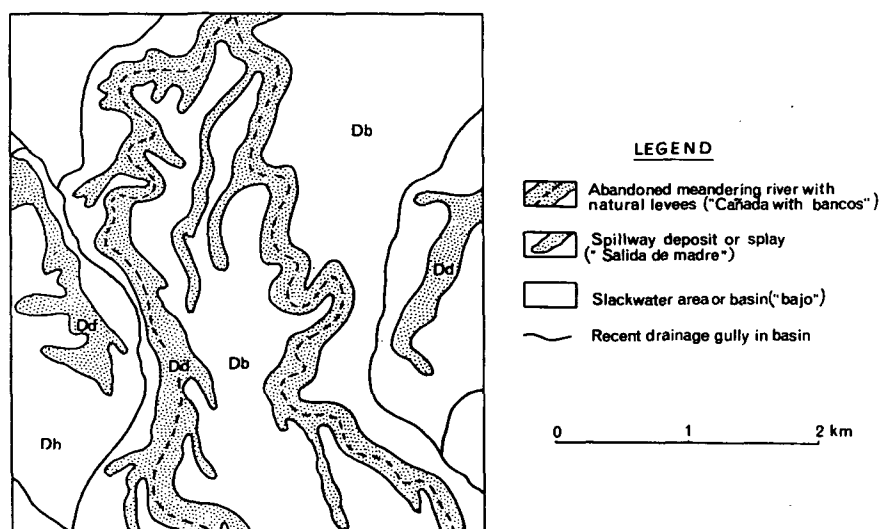 Db
Dd
Dd
Dd
Db
Db
LEGEND
Abandoned meandering river with
natural levees ("Cañada with bancos")
Spillway deposit or splay
("Salida de madre")
Slackwater area or basin ("bajo")
Recent drainage gully in basin
0 1 2 km